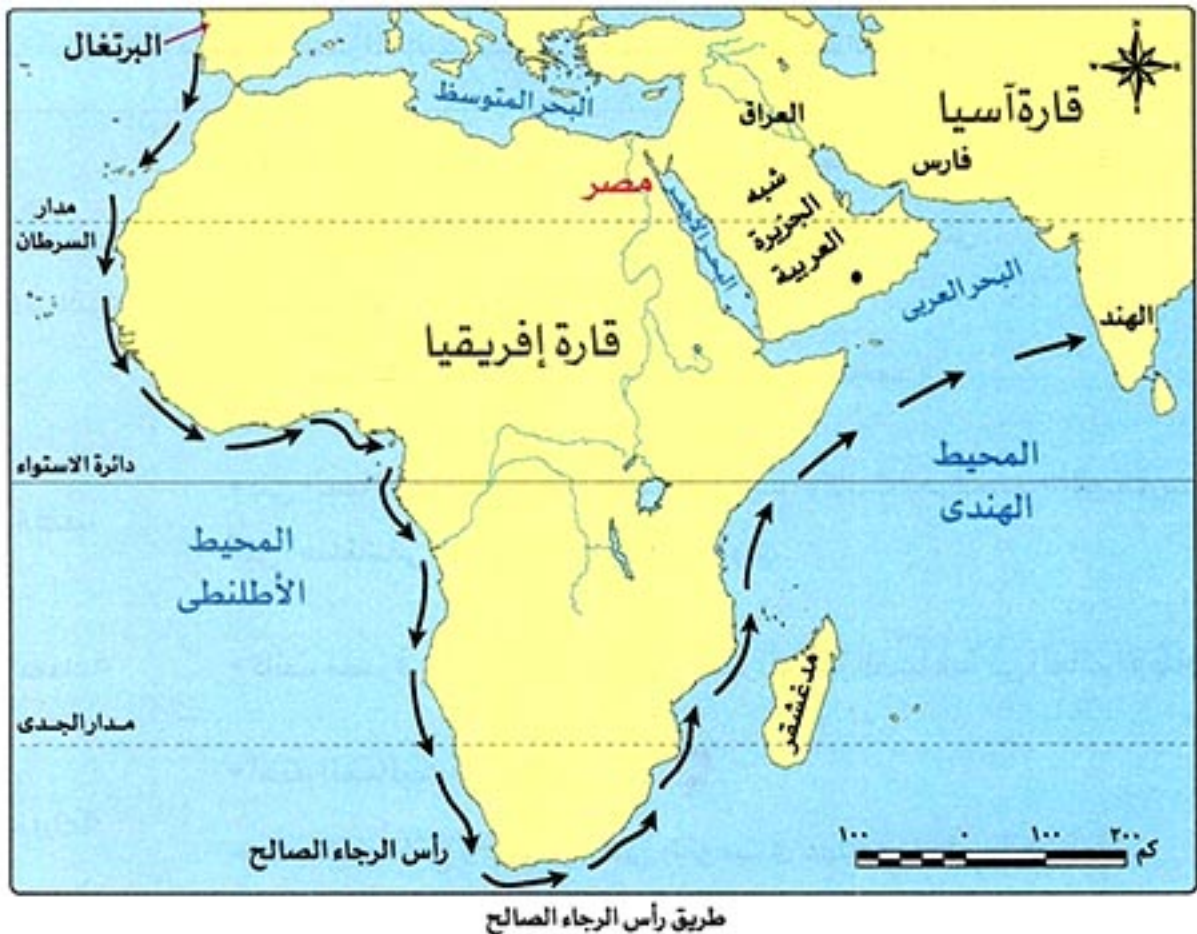 البرتغال
البحر المتوسط
العراق
قارة آسيا
فارس
مصر
شبه
الجزيرة
العربية
البحر الأحمر
مدار
السرطان
البحر العربى
الهند
قارة إفريقيا
دائرة الاستواء
المحيط
الهندى
المحيط
الأطلنطى
مدغشقر
مدار الجدى
رأس الرجاء الصالح
١٠٠ ٠ ١٠٠ ٢٠٠ كم
طريق رأس الرجاء الصالح